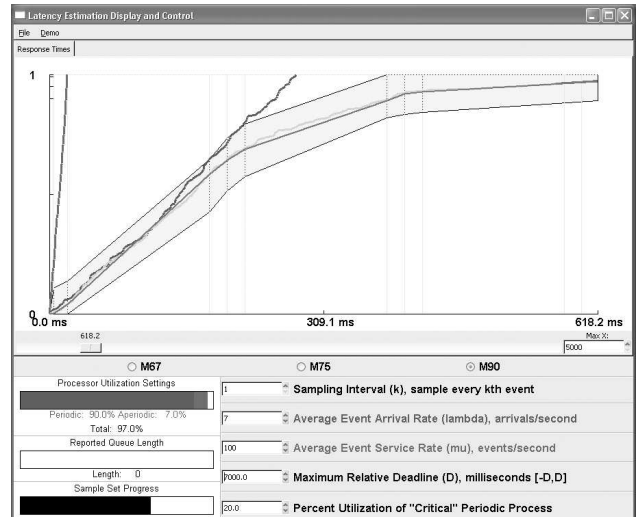 Latency Estimation Display and Control
File Demo
Response Times
1
0
0.0 ms 309.1 ms 618.2 ms
618.2 Max X:
5000
M67 M75 M90
Processor Utilization Settings
Periodic: 90.0% Aperiodic: 7.0%
Total: 97.0%
Reported Queue Length
Length: 0
Sample Set Progress
1 Sampling Interval (k), sample every kth event
7 Average Event Arrival Rate (lambda), arrivals/second
100 Average Event Service Rate (mu), events/second
7000.0 Maximum Relative Deadline (D), milliseconds [-D,D]
20.0 Percent Utilization of "Critical" Periodic Process